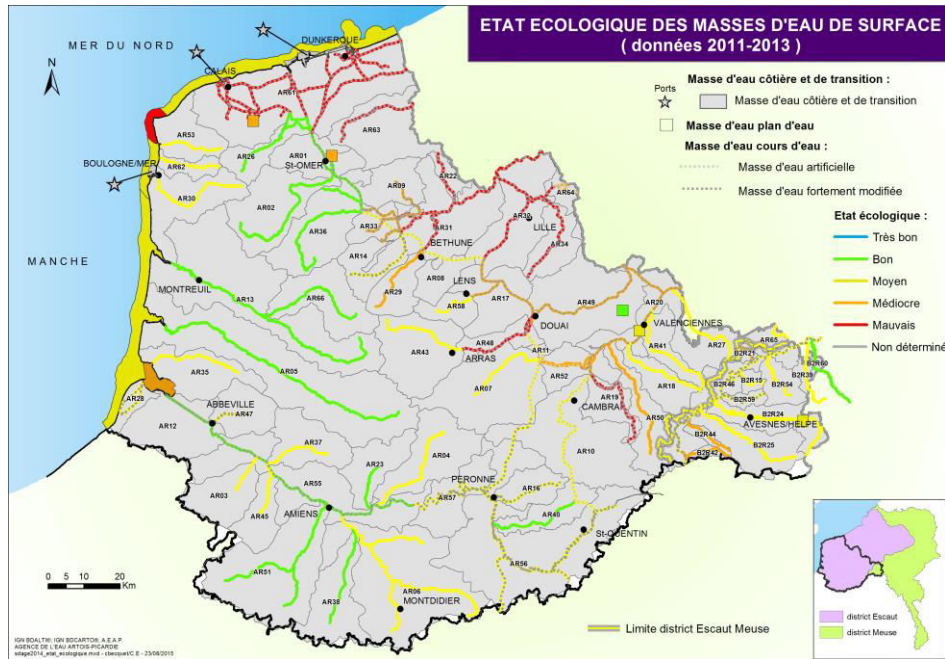 ETAT ECOLOGIQUE DES MASSES D'EAU DE SURFACE
( données 2011-2013 )
MER DU NORD
DUNKERQUE
N
CALAIS
Masse d'eau côtière et de transition :
Ports
Masse d'eau côtière et de transition
Masse d'eau plan d'eau
Masse d'eau cours d'eau :
Masse d'eau artificielle
Masse d'eau fortement modifiée
Etat écologique :
Très bon
Bon
Moyen
Médiocre
Mauvais
Non déterminé
AR61
AR53
AR63
AR26
AR01
St-OMER
BOULOGNE/MER
AR62
AR22
AR30
AR09
AR64
AR02
AR32
LILLE
AR36
AR33
AR31
AR34
BETHUNE
AR14
MANCHE
AR08
MONTREUIL
AR29
LENS
AR13
AR66
AR58
AR17
AR49
AR20
DOUAI
VALENCIENNES
AR48
AR43
ARRAS
AR11
AR41
AR27
AR65
B2R21
B2R60
B2R39
AR35
AR05
AR52
AR18
B2R46
B2R15
B2R54
AR07
AR19
B2R59
AR28
ABBEVILLE
AR47
CAMBRAI
B2R24
AVESNES/HELPE
AR12
AR50
B2R44
B2R25
B2R42
AR37
AR04
AR10
AR23
PERONNE
AR03
AR55
AR57
AR16
AR45
AMIENS
AR40
St-QUENTIN
AR51
AR56
AR38
AR06
MONTDIDIER
0 5 10 20
Km
Limite district Escaut Meuse
district Escaut
district Meuse
IGN BDALTI®, IGN BDCARTO®, A.E.A.P.
AGENCE DE L'EAU ARTOIS-PICARDIE